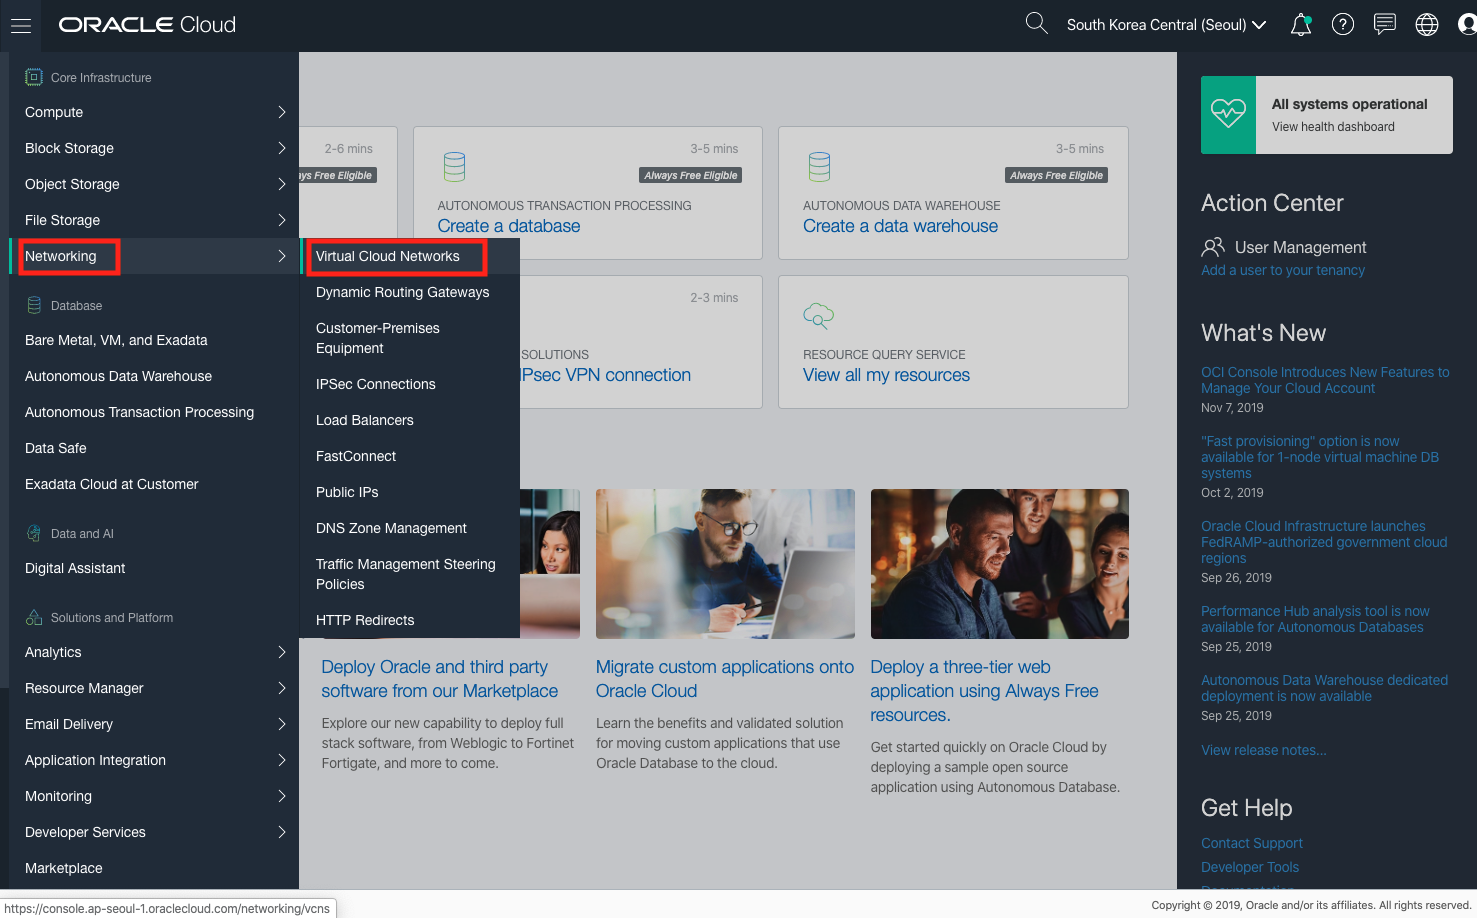 ORACLE Cloud
South Korea Central (Seoul)
Core Infrastructure
Compute
Block Storage
Object Storage
File Storage
Networking
Database
Bare Metal, VM, and Exadata
Autonomous Data Warehouse
Autonomous Transaction Processing
Data Safe
Exadata Cloud at Customer
Data and AI
Digital Assistant
Solutions and Platform
Analytics
Resource Manager
Email Delivery
Application Integration
Monitoring
Developer Services
Marketplace
Virtual Cloud Networks
Dynamic Routing Gateways
Customer-Premises
Equipment
IPSec Connections
Load Balancers
FastConnect
Public IPs
DNS Zone Management
Traffic Management Steering
Policies
HTTP Redirects
2-6 mins
ys Free Eligible
3-5 mins
Always Free Eligible
AUTONOMOUS TRANSACTION PROCESSING
Create a database
3-5 mins
Always Free Eligible
AUTONOMOUS DATA WAREHOUSE
Create a data warehouse
2-3 mins
SOLUTIONS
IPsec VPN connection
RESOURCE QUERY SERVICE
View all my resources
Deploy Oracle and third party
software from our Marketplace
Explore our new capability to deploy full
stack software, from Weblogic to Fortinet
Fortigate, and more to come.
Migrate custom applications onto
Oracle Cloud
Learn the benefits and validated solution
for moving custom applications that use
Oracle Database to the cloud.
Deploy a three-tier web
application using Always Free
resources.
Get started quickly on Oracle Cloud by
deploying a sample open source
application using Autonomous Database.
All systems operational
View health dashboard
Action Center
User Management
Add a user to your tenancy
What's New
OCI Console Introduces New Features to
Manage Your Cloud Account
Nov 7, 2019
"Fast provisioning" option is now
available for 1-node virtual machine DB
systems
Oct 2, 2019
Oracle Cloud Infrastructure launches
FedRAMP-authorized government cloud
regions
Sep 26, 2019
Performance Hub analysis tool is now
available for Autonomous Databases
Sep 25, 2019
Autonomous Data Warehouse dedicated
deployment is now available
Sep 25, 2019
View release notes...
Get Help
Contact Support
Developer Tools
Documentation
https://console.ap-seoul-1.oraclecloud.com/networking/vcns
Copyright © 2019, Oracle and/or its affiliates. All rights reserved.